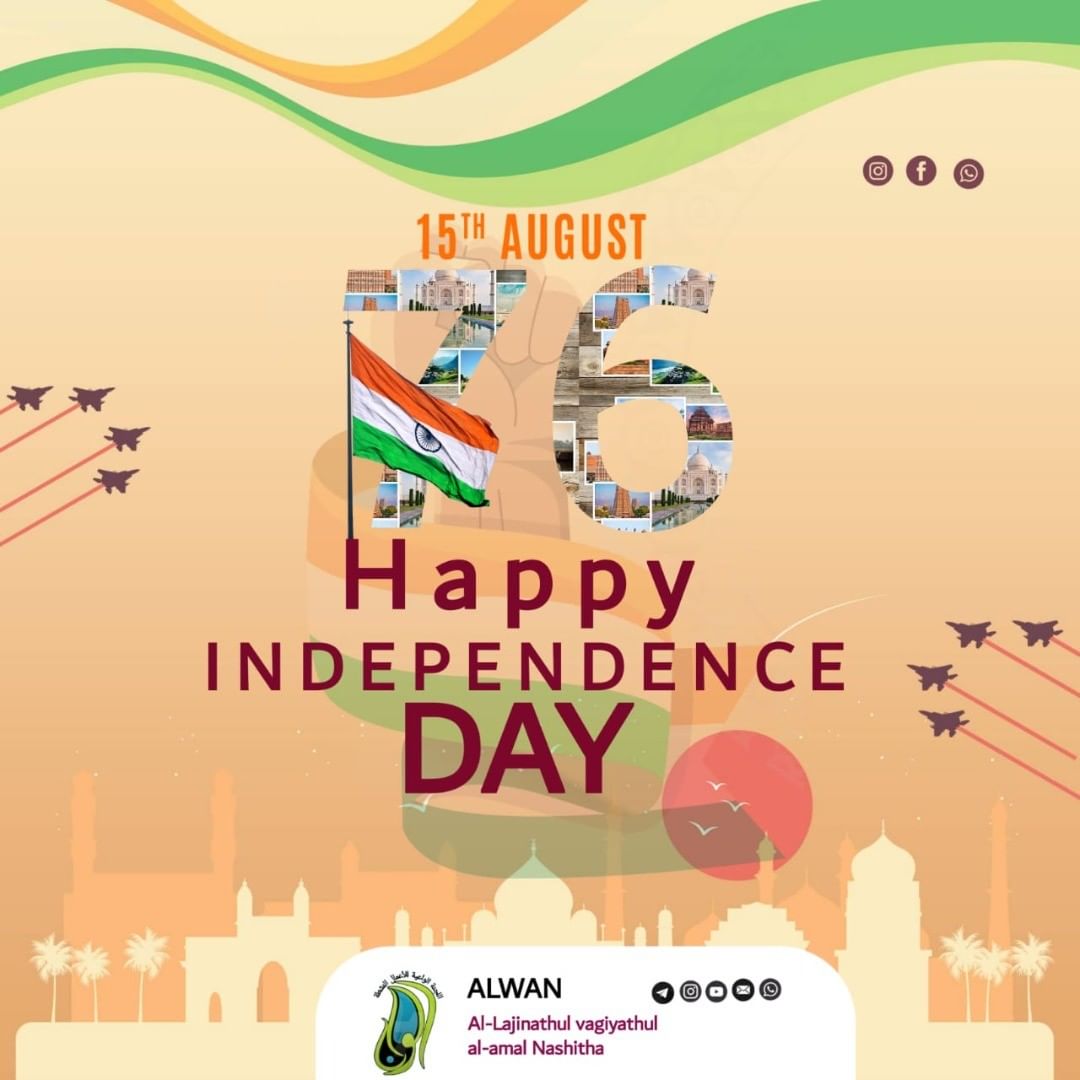 15TH AUGUST
76
Happy
INDEPENDENCE
DAY
ALWAN
Al-Lajinathul vagiyathul
al-amal Nashitha